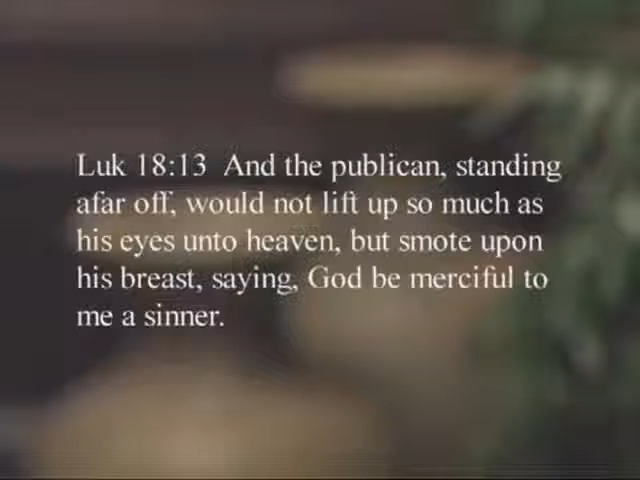 Luk 18:13  And the publican, standing
afar off, would not lift up so much as
his eyes unto heaven, but smote upon
his breast, saying, God be merciful to
me a sinner.